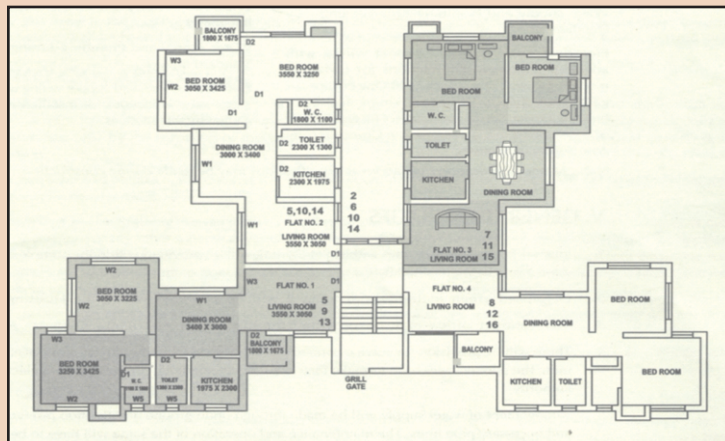 BALCONY
1800 X 1675
D2
BED ROOM
3550 X 3250
W3
BED ROOM
3050 X 3425
W2
D1
D1
D2
W. C.
1800 X 1100
D2
TOILET
2300 X 1300
DINING ROOM
3000 X 3400
W1
D2
KITCHEN
2300 X 1975
5,10,14
FLAT NO. 2
LIVING ROOM
3550 X 3050
W1
D1
2
6
10
14
BALCONY
BED ROOM
BED ROOM
W. C.
TOILET
KITCHEN
DINING ROOM
7
11
15
FLAT NO. 3
LIVING ROOM
W2
BED ROOM
3050 X 3225
W2
W3
FLAT NO. 1
D1
W1
DINING ROOM
3400 X 3000
LIVING ROOM
3550 X 3050
5
9
13
D2
BALCONY
1800 X 1675
W3
BED ROOM
3250 X 3425
W2
D1
W. C.
W5
D2
TOILET
W5
KITCHEN
1975 X 2300
GRILL
GATE
FLAT NO. 4
LIVING ROOM
8
12
16
BALCONY
DINING ROOM
BED ROOM
BED ROOM
KITCHEN
TOILET